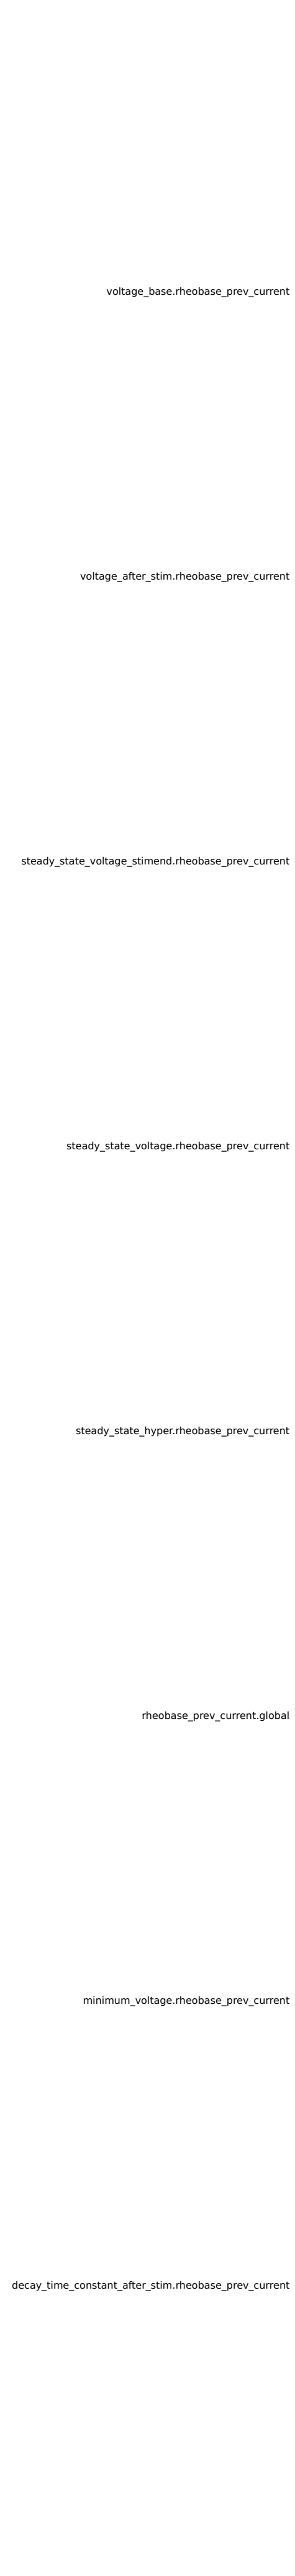 voltage_base.rheobase_prev_current
voltage_after_stim.rheobase_prev_current
steady_state_voltage_stimend.rheobase_prev_current
steady_state_voltage.rheobase_prev_current
steady_state_hyper.rheobase_prev_current
rheobase_prev_current.global
minimum_voltage.rheobase_prev_current
decay_time_constant_after_stim.rheobase_prev_current